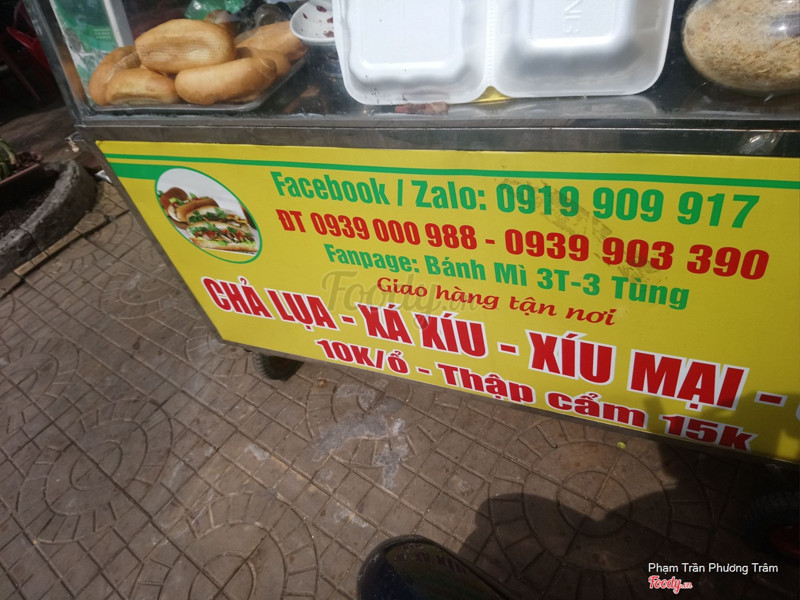 Facebook / Zalo: 0919 909 917
ĐT 0939 000 988 - 0939 903 390
Fanpage: Bánh Mì 3T-3 Tùng
Giao hàng tận nơi
CHẢ LỤA - XÁ XÍU - XÍU MẠI -
10K/ổ - Thập cẩm 15k
Foody.vn
Phạm Trần Phương Trâm
Foody.vn